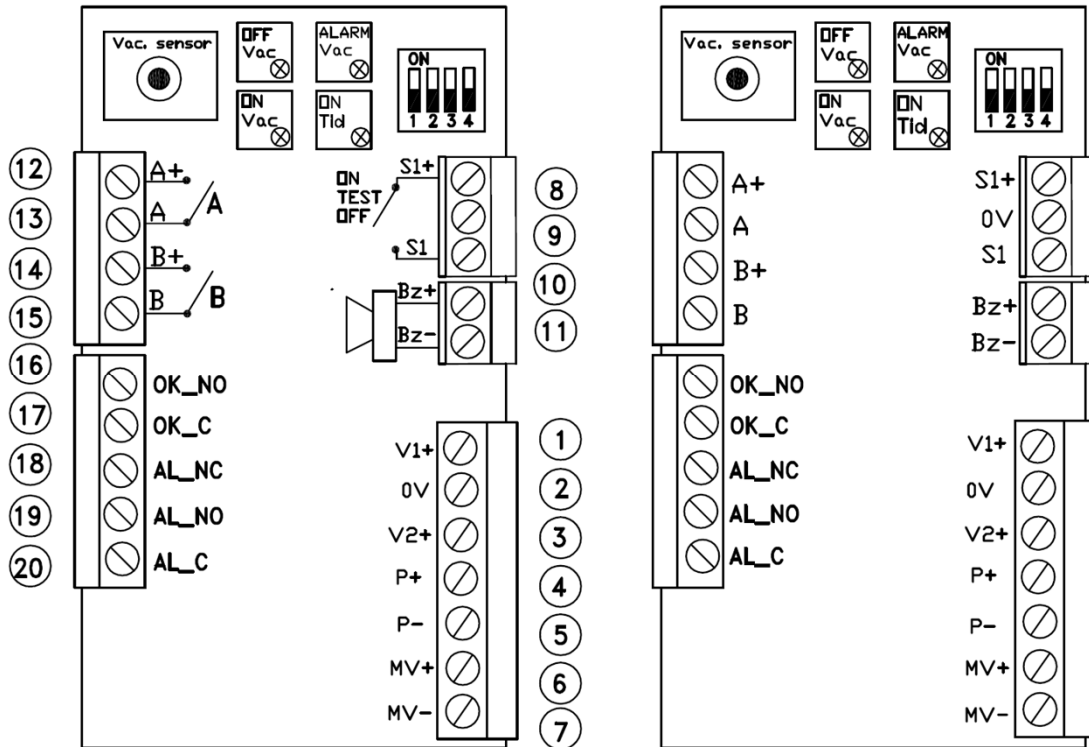 Vac. sensor
OFF
Vac
ALARM
Vac
ON
Vac
ON
Tid
ON
1 2 3 4
12
13
14
15
16
17
18
19
20
A+
A
A
B+
B
B
OK_NO
OK_C
AL_NC
AL_NO
AL_C
ON
TEST
OFF
S1+
S1
Bz+
Bz-
V1+
0V
V2+
P+
P-
MV+
MV-
8
9
10
11
1
2
3
4
5
6
7
Vac. sensor
OFF
Vac
ALARM
Vac
ON
Vac
ON
Tid
ON
1 2 3 4
A+
A
B+
B
OK_NO
OK_C
AL_NC
AL_NO
AL_C
S1+
0V
S1
Bz+
Bz-
V1+
0V
V2+
P+
P-
MV+
MV-